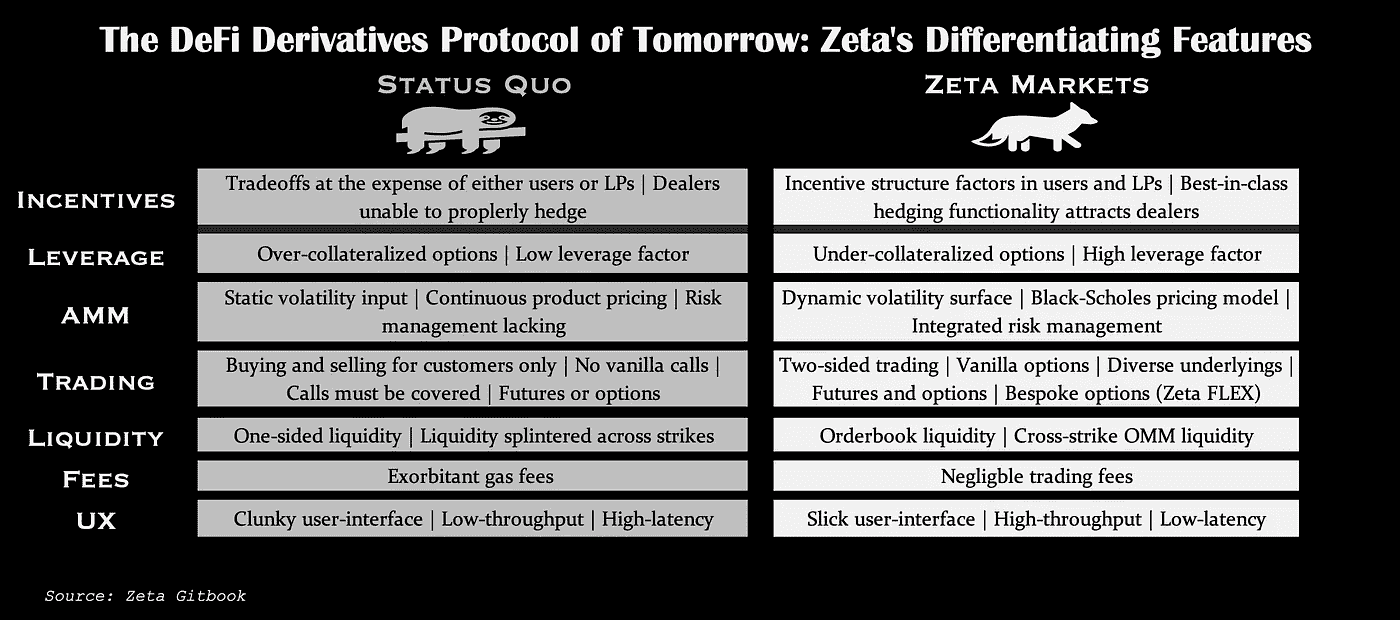 The DeFi Derivatives Protocol of Tomorrow: Zeta's Differentiating Features
Status Quo
Zeta Markets
Incentives
Tradeoffs at the expense of either users or LPs | Dealers
unable to proplerly hedge
Incentive structure factors in users and LPs | Best-in-class
hedging functionality attracts dealers
Leverage
Over-collateralized options | Low leverage factor
Under-collateralized options | High leverage factor
AMM
Static volatility input | Continuous product pricing | Risk
management lacking
Dynamic volatility surface | Black-Scholes pricing model |
Integrated risk management
Trading
Buying and selling for customers only | No vanilla calls |
Calls must be covered | Futures or options
Two-sided trading | Vanilla options | Diverse underlyings |
Futures and options | Bespoke options (Zeta FLEX)
Liquidity
One-sided liquidity | Liquidity splintered across strikes
Orderbook liquidity | Cross-strike OMM liquidity
Fees
Exorbitant gas fees
Negligble trading fees
UX
Clunky user-interface | Low-throughput | High-latency
Slick user-interface | High-throughput | Low-latency
Source: Zeta Gitbook